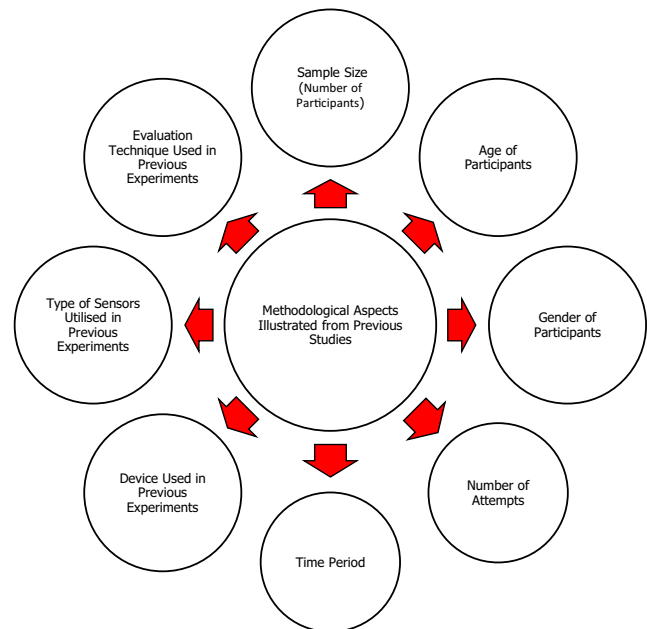 Sample Size
(Number of
Participants)
Evaluation
Technique Used in
Previous
Experiments
Age of
Participants
Type of Sensors
Utilised in
Previous
Experiments
Methodological Aspects
Illustrated from Previous
Studies
Gender of
Participants
Device Used in
Previous
Experiments
Number of
Attempts
Time Period